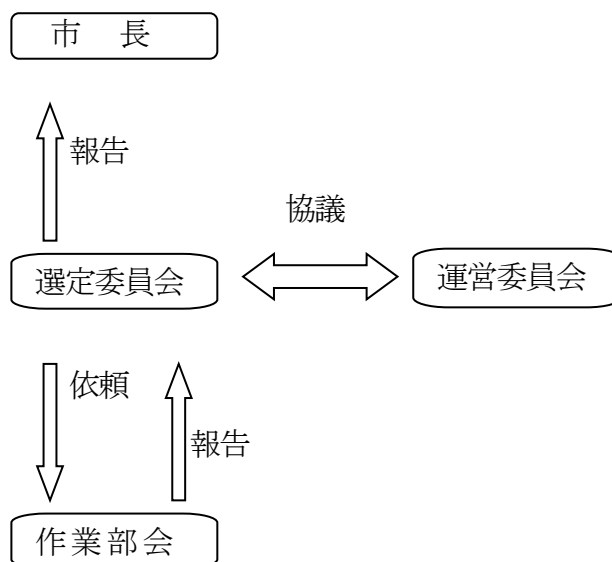 市　長
報告
協議
選定委員会
運営委員会
依頼
報告
作業部会